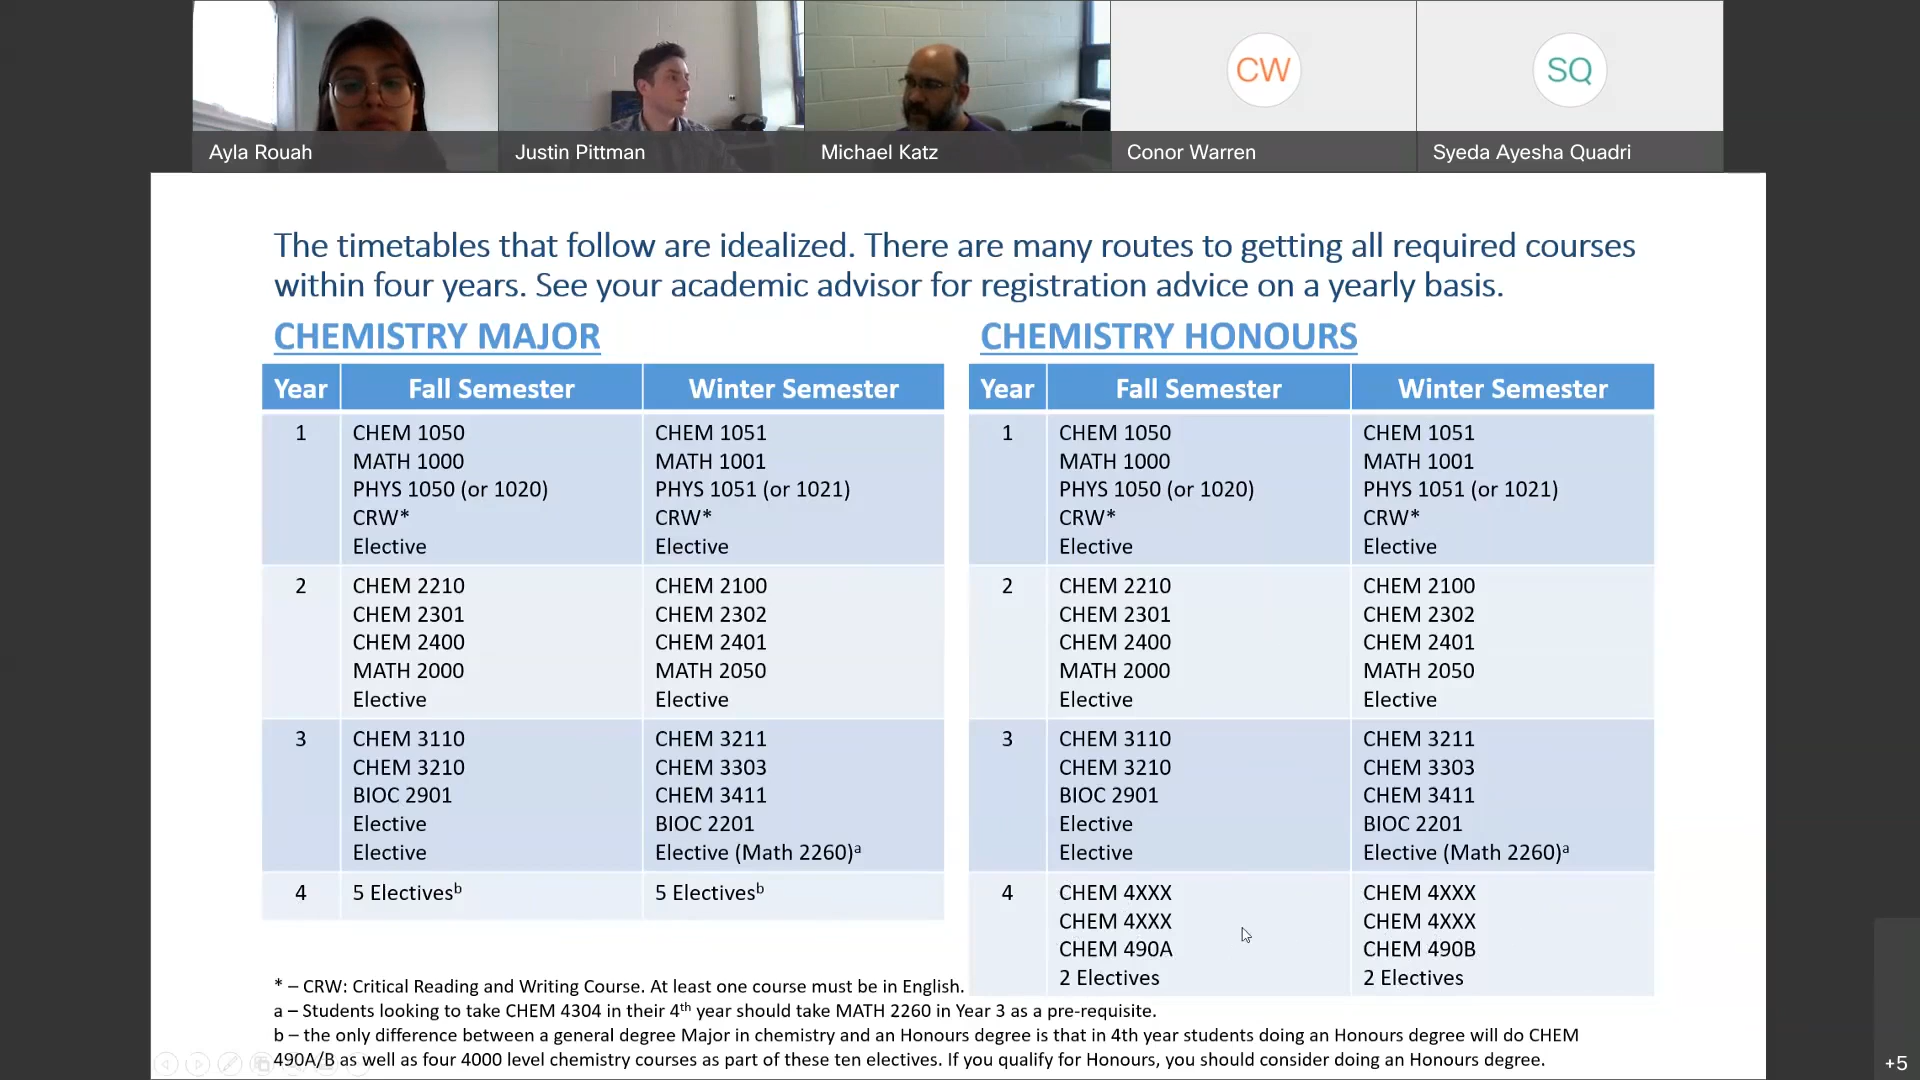 CW
SQ
Ayla Rouah
Justin Pittman
Michael Katz
Conor Warren
Syeda Ayesha Quadri
The timetables that follow are idealized. There are many routes to getting all required courses
within four years. See your academic advisor for registration advice on a yearly basis.
CHEMISTRY MAJOR
Year Fall Semester Winter Semester
1 CHEM 1050 CHEM 1051
MATH 1000 MATH 1001
PHYS 1050 (or 1020) PHYS 1051 (or 1021)
CRW* CRW*
Elective Elective
2 CHEM 2210 CHEM 2100
CHEM 2301 CHEM 2302
CHEM 2400 CHEM 2401
MATH 2000 MATH 2050
Elective Elective
3 CHEM 3110 CHEM 3211
CHEM 3210 CHEM 3303
BIOC 2901 CHEM 3411
Elective BIOC 2201
Elective Elective (Math 2260)ᵃ
4 5 Electivesᵇ 5 Electivesᵇ
CHEMISTRY HONOURS
Year Fall Semester Winter Semester
1 CHEM 1050 CHEM 1051
MATH 1000 MATH 1001
PHYS 1050 (or 1020) PHYS 1051 (or 1021)
CRW* CRW*
Elective Elective
2 CHEM 2210 CHEM 2100
CHEM 2301 CHEM 2302
CHEM 2400 CHEM 2401
MATH 2000 MATH 2050
Elective Elective
3 CHEM 3110 CHEM 3211
CHEM 3210 CHEM 3303
BIOC 2901 CHEM 3411
Elective BIOC 2201
Elective Elective (Math 2260)ᵃ
4 CHEM 4XXX CHEM 4XXX
CHEM 4XXX CHEM 4XXX
CHEM 490A CHEM 490B
2 Electives 2 Electives
* – CRW: Critical Reading and Writing Course. At least one course must be in English.
a – Students looking to take CHEM 4304 in their 4ᵗʰ year should take MATH 2260 in Year 3 as a pre-requisite.
b – the only difference between a general degree Major in chemistry and an Honours degree is that in 4th year students doing an Honours degree will do CHEM
490A/B as well as four 4000 level chemistry courses as part of these ten electives. If you qualify for Honours, you should consider doing an Honours degree.
+5